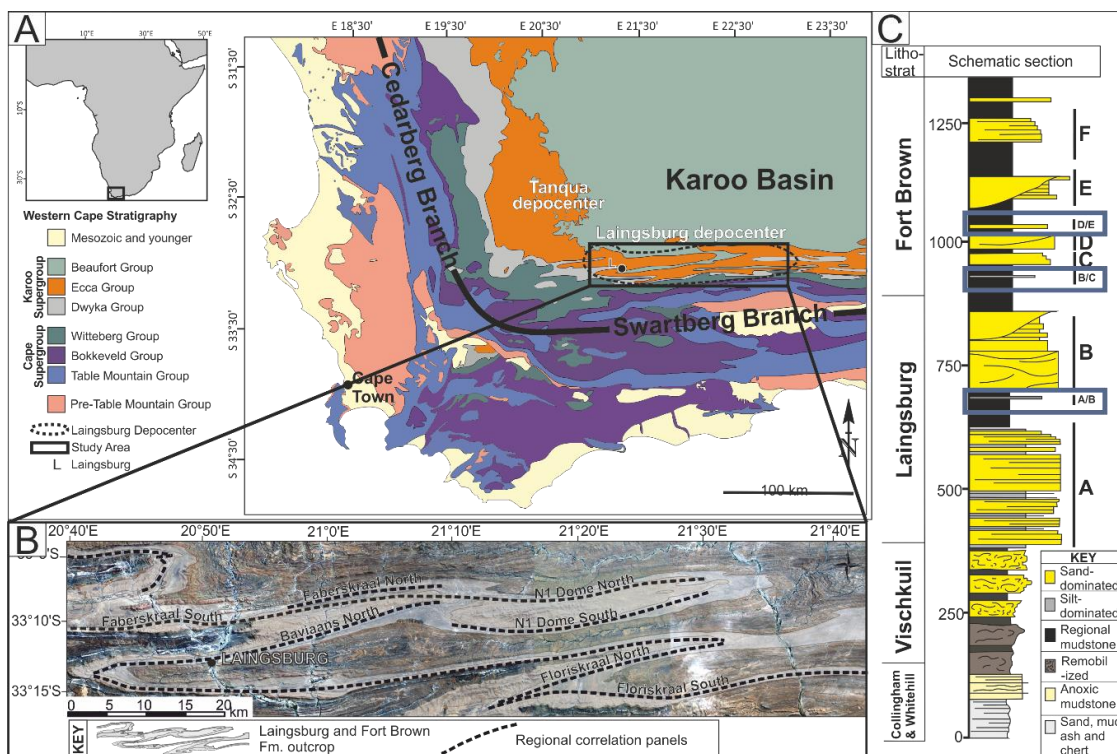 A
10°E
30°E
50°E
10°S
30°S
Western Cape Stratigraphy
Mesozoic and younger
Karoo Supergroup
Beaufort Group
Ecca Group
Dwyka Group
Cape Supergroup
Witteberg Group
Bokkeveld Group
Table Mountain Group
Pre-Table Mountain Group
Laingsburg Depocenter
Study Area
L Laingsburg
E 18°30'
E 19°30'
E 20°30'
E 21°30'
E 22°30'
E 23°30'
S 31°30'
S 32°30'
S 33°30'
S 34°30'
Cedarberg Branch
Tanqua
depocenter
Karoo Basin
Laingsburg depocenter
L
Swartberg Branch
Cape
Town
N
100 km
B
20°40'
20°50'
21°00'
21°10'
21°20'
21°30'
21°40'
33°10'S
33°15'S
Faberskraal North
Faberskraal South
Baviaans North
N1 Dome North
N1 Dome South
LAINGSBURG
Floriskraal North
Floriskraal South
0 5 10 15 20
km
KEY
Laingsburg and Fort Brown
Fm. outcrop
Regional correlation panels
C
Litho-
strat
Schematic section
Fort Brown
Laingsburg
Vischkuil
Collingham
& Whitehill
1250
1000
750
500
250
0
F
E
D/E
D
C
B/C
B
A/B
A
KEY
Sand-
dominated
Silt-
dominated
Regional
mudstone
Remobil
-ized
Anoxic
mudstone
Sand, mud
ash and
chert